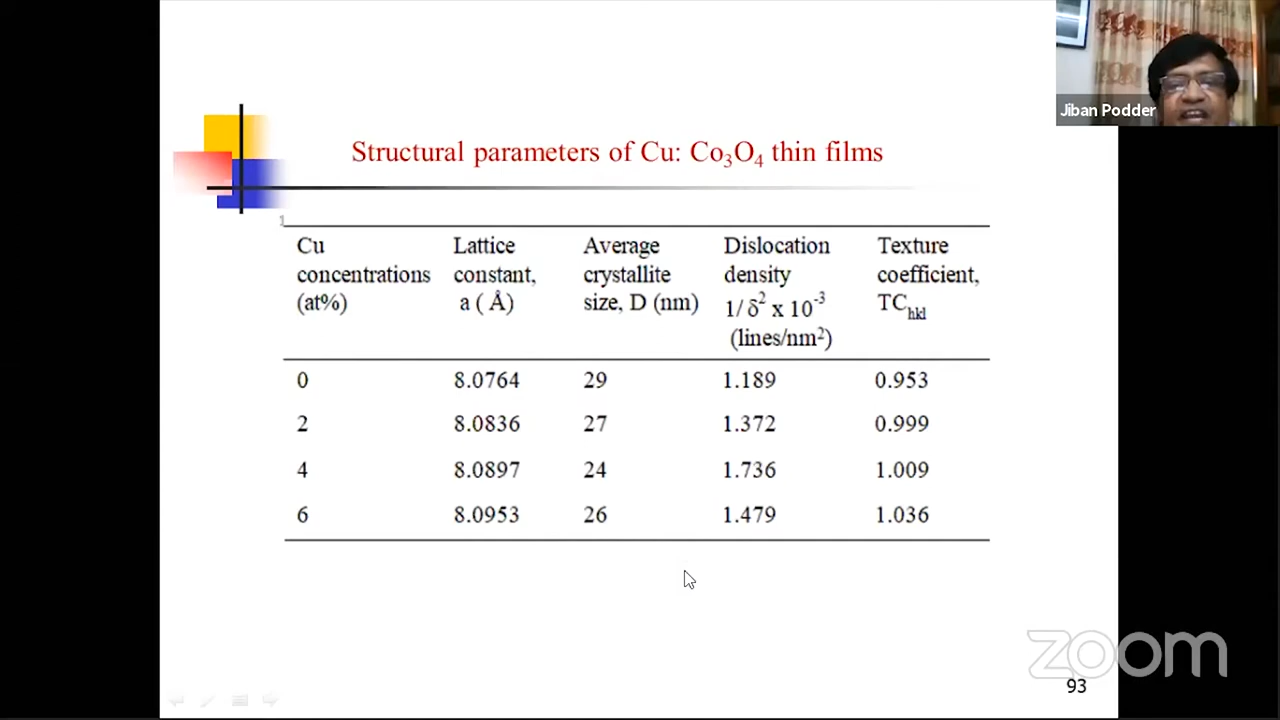 Jiban Podder
Structural parameters of Cu: Co₃O₄ thin films
1
Cu concentrations (at%) Lattice constant, a ( Å) Average crystallite size, D (nm) Dislocation density 1/ δ² x 10⁻³ (lines/nm²) Texture coefficient, TChkl
0 8.0764 29 1.189 0.953
2 8.0836 27 1.372 0.999
4 8.0897 24 1.736 1.009
6 8.0953 26 1.479 1.036
zoom
93